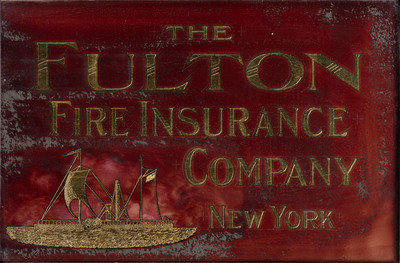 THE
FULTON
FIRE INSURANCE
COMPANY
NEW YORK